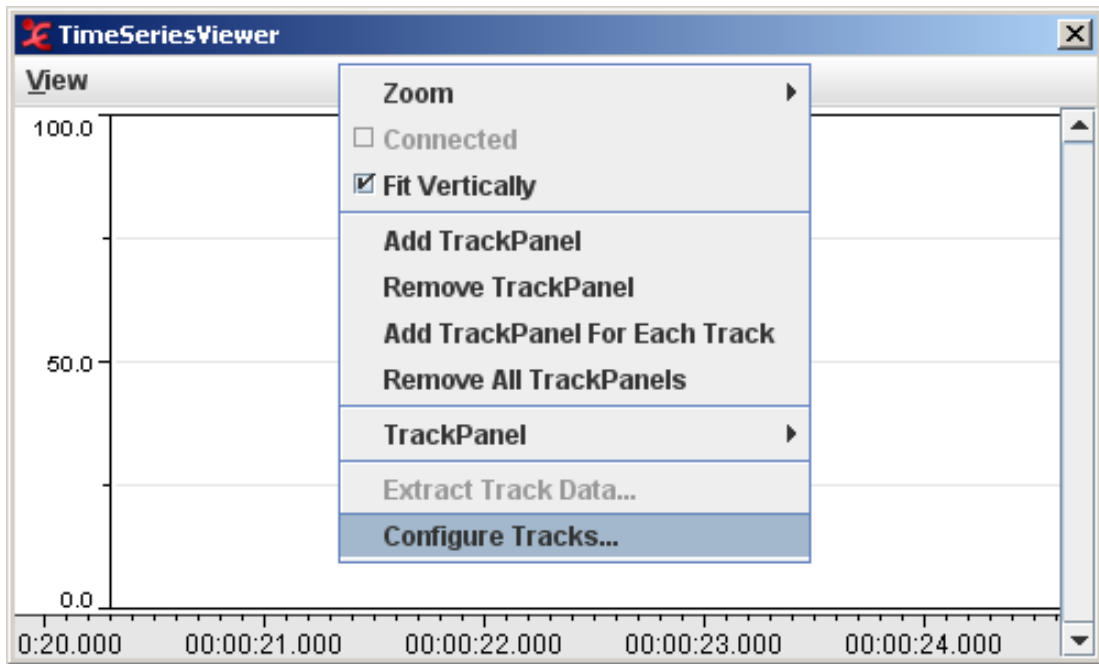 TimeSeriesViewer
View
Zoom
Connected
Fit Vertically
Add TrackPanel
Remove TrackPanel
Add TrackPanel For Each Track
Remove All TrackPanels
TrackPanel
Extract Track Data...
Configure Tracks...
100.0
50.0
0.0
0:20.000 00:00:21.000 00:00:22.000 00:00:23.000 00:00:24.000